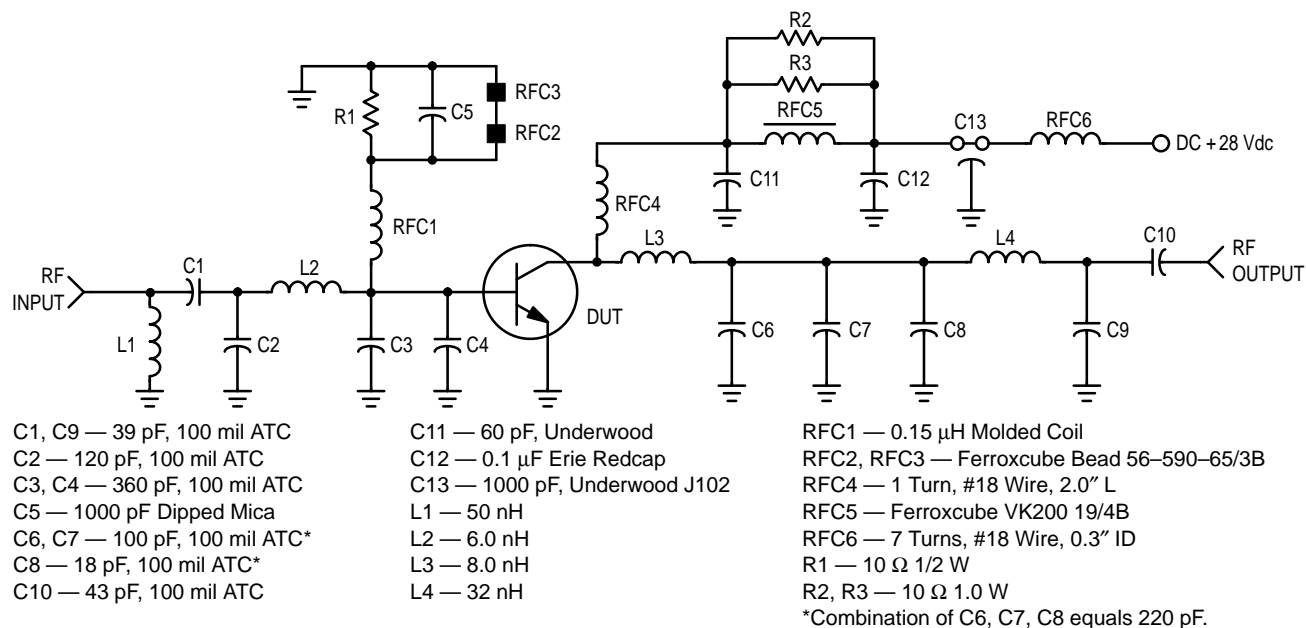 R2
R3
RFC3
R1
C5
RFC5
C13
RFC6
RFC2
DC +28 Vdc
C11
C12
RFC4
RFC1
L3
L4
C10
RF
INPUT
C1
L2
RF
OUTPUT
DUT
L1
C2
C3
C4
C6
C7
C8
C9
C1, C9 — 39 pF, 100 mil ATC
C2 — 120 pF, 100 mil ATC
C3, C4 — 360 pF, 100 mil ATC
C5 — 1000 pF Dipped Mica
C6, C7 — 100 pF, 100 mil ATC*
C8 — 18 pF, 100 mil ATC*
C10 — 43 pF, 100 mil ATC
C11 — 60 pF, Underwood
C12 — 0.1 μF Erie Redcap
C13 — 1000 pF, Underwood J102
L1 — 50 nH
L2 — 6.0 nH
L3 — 8.0 nH
L4 — 32 nH
RFC1 — 0.15 μH Molded Coil
RFC2, RFC3 — Ferroxcube Bead 56–590–65/3B
RFC4 — 1 Turn, #18 Wire, 2.0″ L
RFC5 — Ferroxcube VK200 19/4B
RFC6 — 7 Turns, #18 Wire, 0.3″ ID
R1 — 10 Ω 1/2 W
R2, R3 — 10 Ω 1.0 W
*Combination of C6, C7, C8 equals 220 pF.